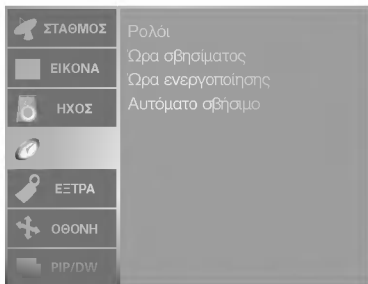 ΣΤΑΘΜΟΣ
ΕΙΚΟΝΑ
ΗΧΟΣ
ΕΞΤΡΑ
ΟΘΟΝΗ
PIP/DW
Ρολόι
Ώρα σβησίματος
Ώρα ενεργοποίησης
Αυτόματο σβήσιμο